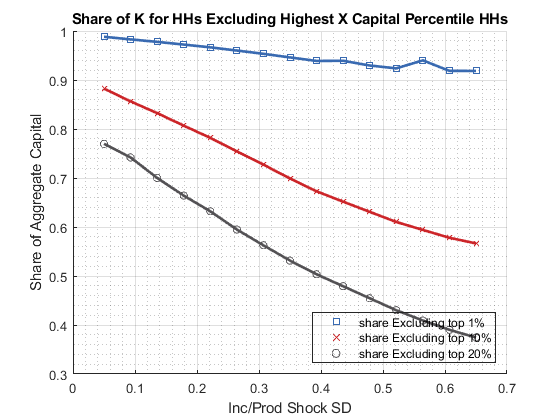 Share of K for HHs Excluding Highest X Capital Percentile HHs
1
0.9
0.8
0.7
0.6
0.5
0.4
0.3
Share of Aggregate Capital
share Excluding top 1%
share Excluding top 10%
share Excluding top 20%
0 0.1 0.2 0.3 0.4 0.5 0.6 0.7
Inc/Prod Shock SD